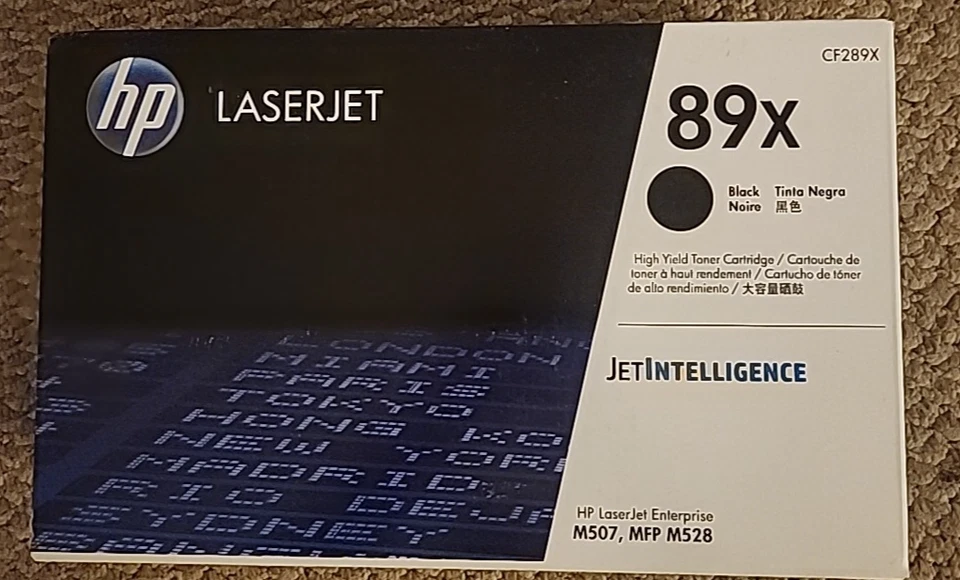 hp
LASERJET
CF289X
89X
Black Tinta Negra
Noire 黑色
High Yield Toner Cartridge / Cartouche de
toner à haut rendement / Cartucho de tóner
de alto rendimiento / 大容量硒鼓
JETINTELLIGENCE
LONDON
MIAMI
PARIS
TOKYO
HONG KO
NEW YOR
MADRID
RIO DE
HP LaserJet Enterprise
M507, MFP M528